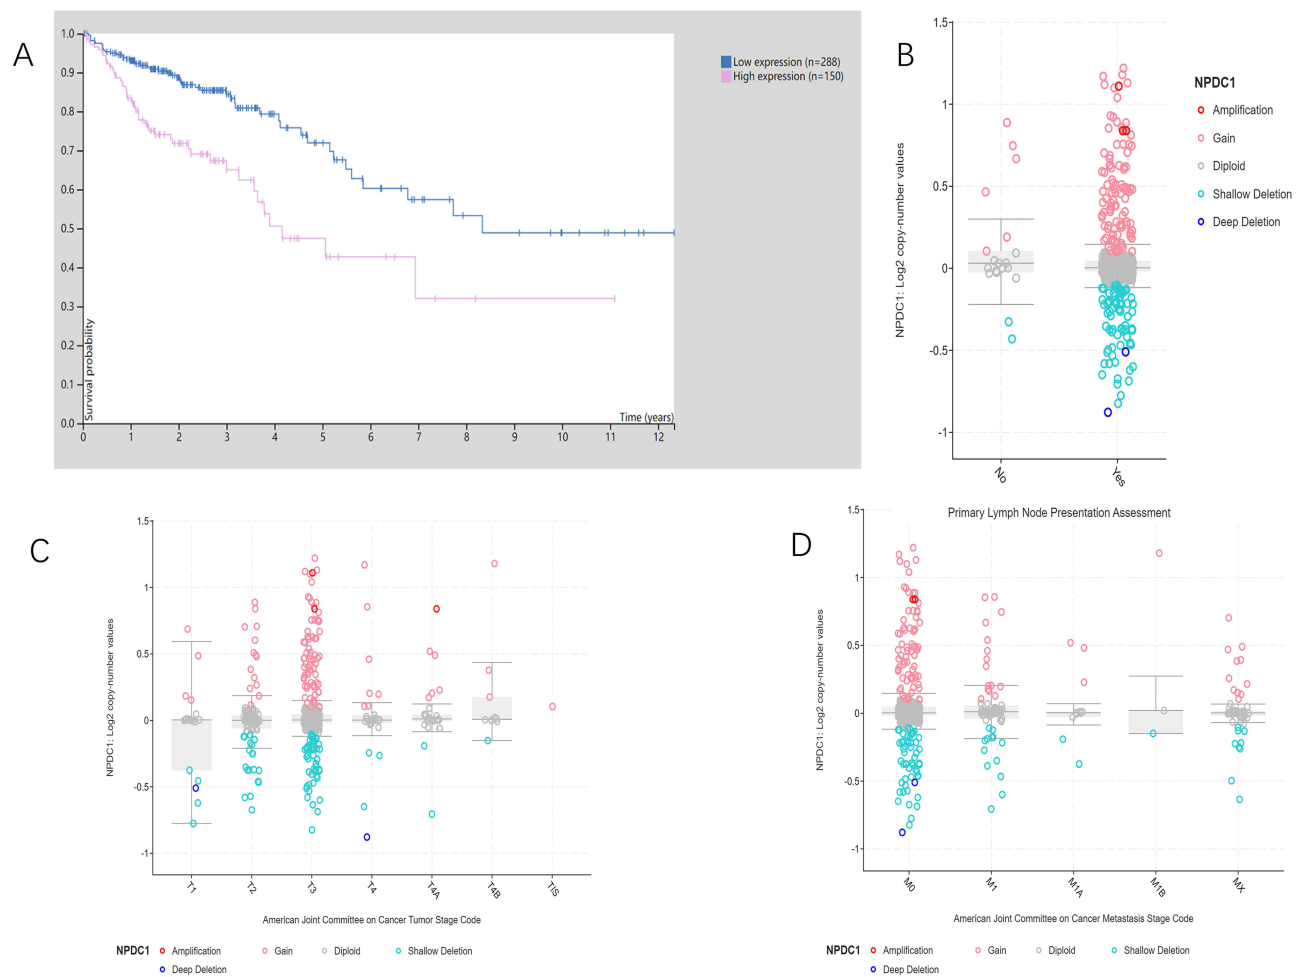 A
1.0
0.9
0.8
0.7
0.6
0.5
0.4
0.3
0.2
0.1
0.0
Survival probability
0
1
2
3
4
5
6
7
8
9
10
11
12
Time (years)
Low expression (n=288)
High expression (n=150)
B
1.5
1
0.5
0
-0.5
-1
NPDC1: Log2 copy-number values
No
Yes
Primary Lymph Node Presentation Assessment
NPDC1
Amplification
Gain
Diploid
Shallow Deletion
Deep Deletion
C
1.5
1
0.5
0
-0.5
-1
NPDC1: Log2 copy-number values
T1
T2
T3
T4
T4A
T4B
TIS
American Joint Committee on Cancer Tumor Stage Code
NPDC1
Amplification
Gain
Diploid
Shallow Deletion
Deep Deletion
D
1.5
1
0.5
0
-0.5
-1
NPDC1: Log2 copy-number values
M0
M1
M1A
M1B
MX
American Joint Committee on Cancer Metastasis Stage Code
NPDC1
Amplification
Gain
Diploid
Shallow Deletion
Deep Deletion